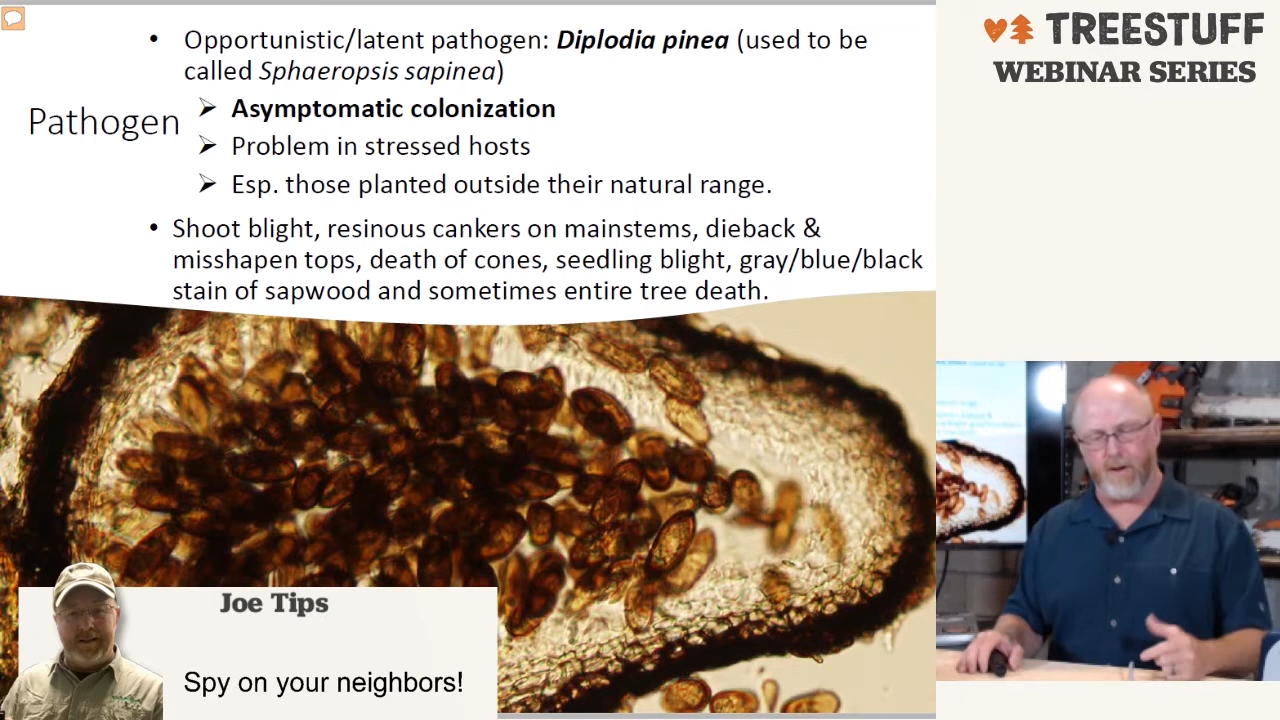 • Opportunistic/latent pathogen: Diplodia pinea (used to be
called Sphaeropsis sapinea)
Pathogen
➢ Asymptomatic colonization
➢ Problem in stressed hosts
➢ Esp. those planted outside their natural range.
• Shoot blight, resinous cankers on mainstems, dieback &
misshapen tops, death of cones, seedling blight, gray/blue/black
stain of sapwood and sometimes entire tree death.
TREESTUFF
WEBINAR SERIES
Joe Tips
Spy on your neighbors!